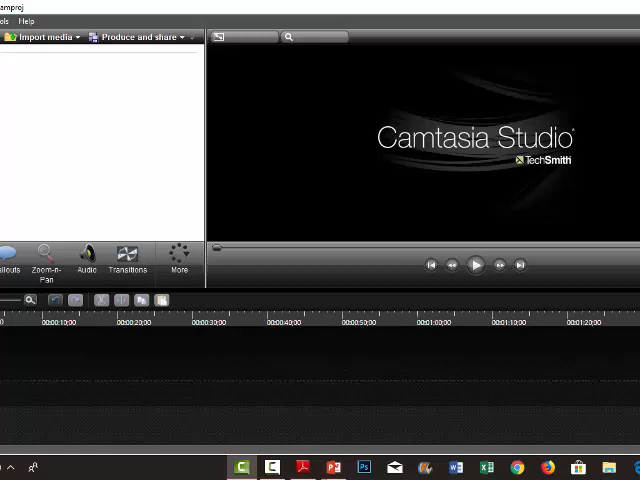 amproj
ols Help
Import media Produce and share
Camtasia Studio
TechSmith
allouts Zoom-n-Pan Audio Transitions More
00:00:10;00 00:00:20;00 00:00:30;00 00:00:40;00 00:00:50;00 00:01:00;00 00:01:10;00 00:01:20;00